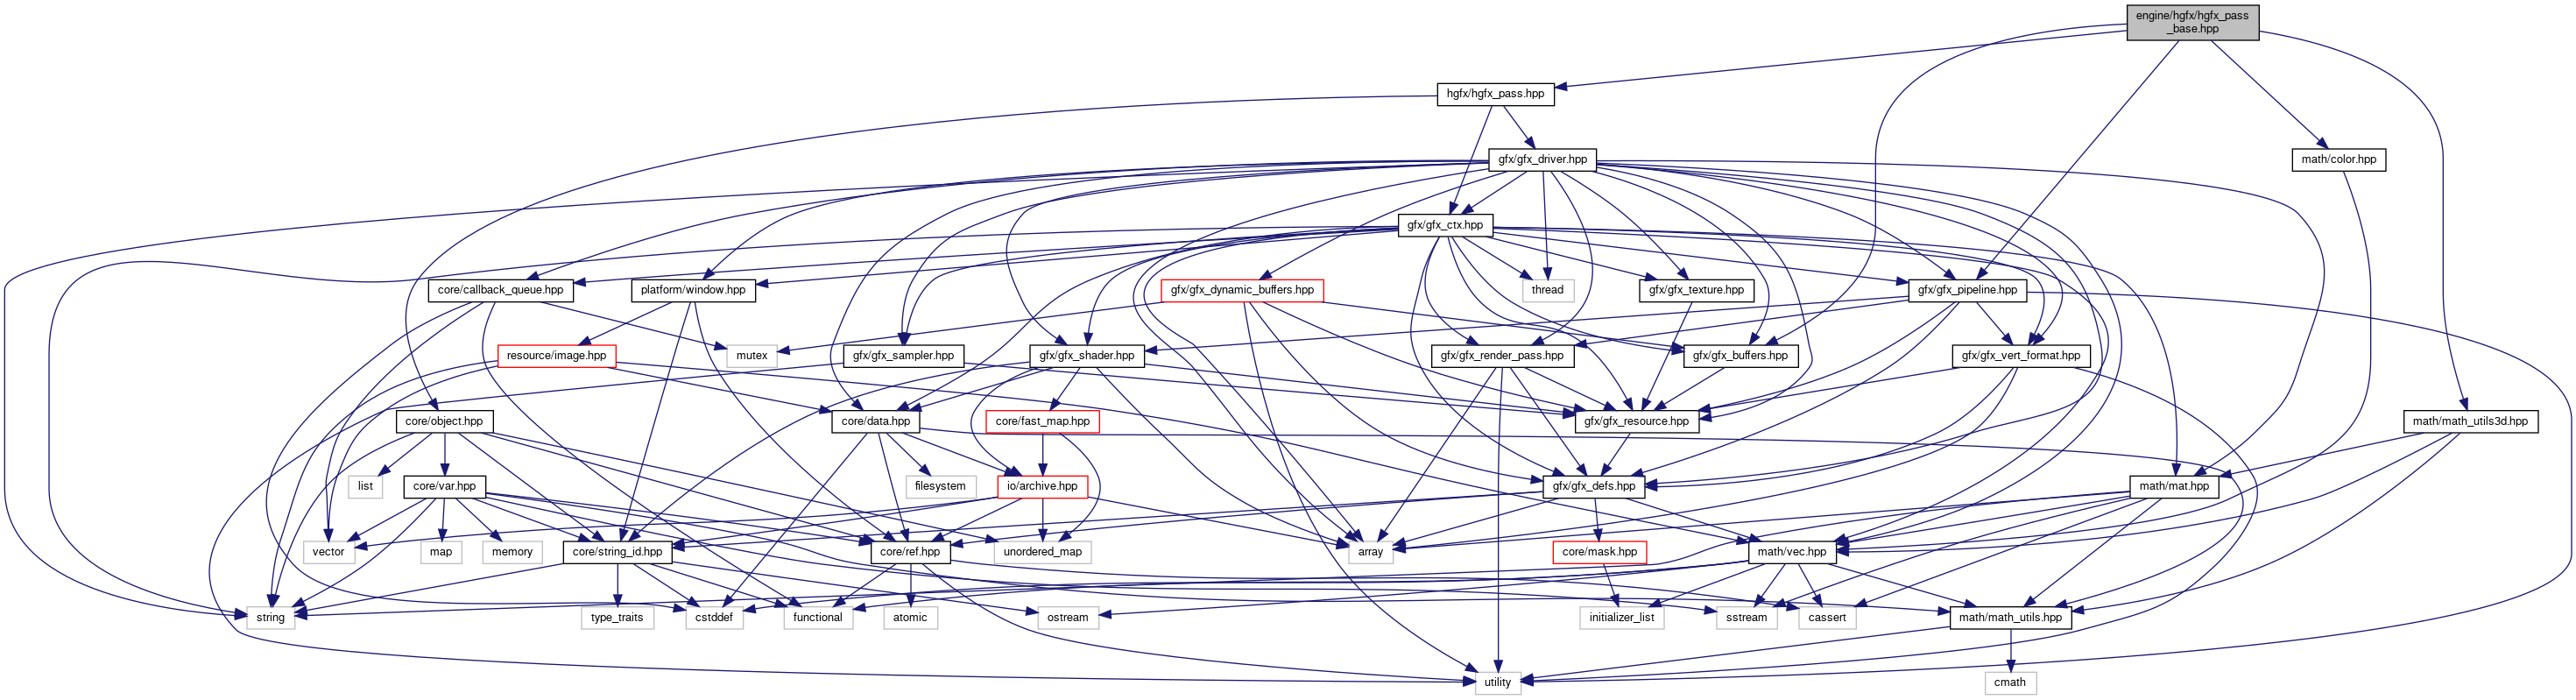 engine/hgfx/hgfx_pass
_base.hpp
hgfx/hgfx_pass.hpp
gfx/gfx_driver.hpp
math/color.hpp
gfx/gfx_ctx.hpp
core/callback_queue.hpp
platform/window.hpp
gfx/gfx_dynamic_buffers.hpp
thread
gfx/gfx_texture.hpp
gfx/gfx_pipeline.hpp
resource/image.hpp
mutex
gfx/gfx_sampler.hpp
gfx/gfx_shader.hpp
gfx/gfx_render_pass.hpp
gfx/gfx_buffers.hpp
gfx/gfx_vert_format.hpp
core/object.hpp
core/data.hpp
core/fast_map.hpp
gfx/gfx_resource.hpp
math/math_utils3d.hpp
list
core/var.hpp
filesystem
io/archive.hpp
gfx/gfx_defs.hpp
math/mat.hpp
vector
map
memory
core/string_id.hpp
core/ref.hpp
unordered_map
array
core/mask.hpp
math/vec.hpp
string
type_traits
cstddef
functional
atomic
ostream
initializer_list
sstream
cassert
math/math_utils.hpp
utility
cmath